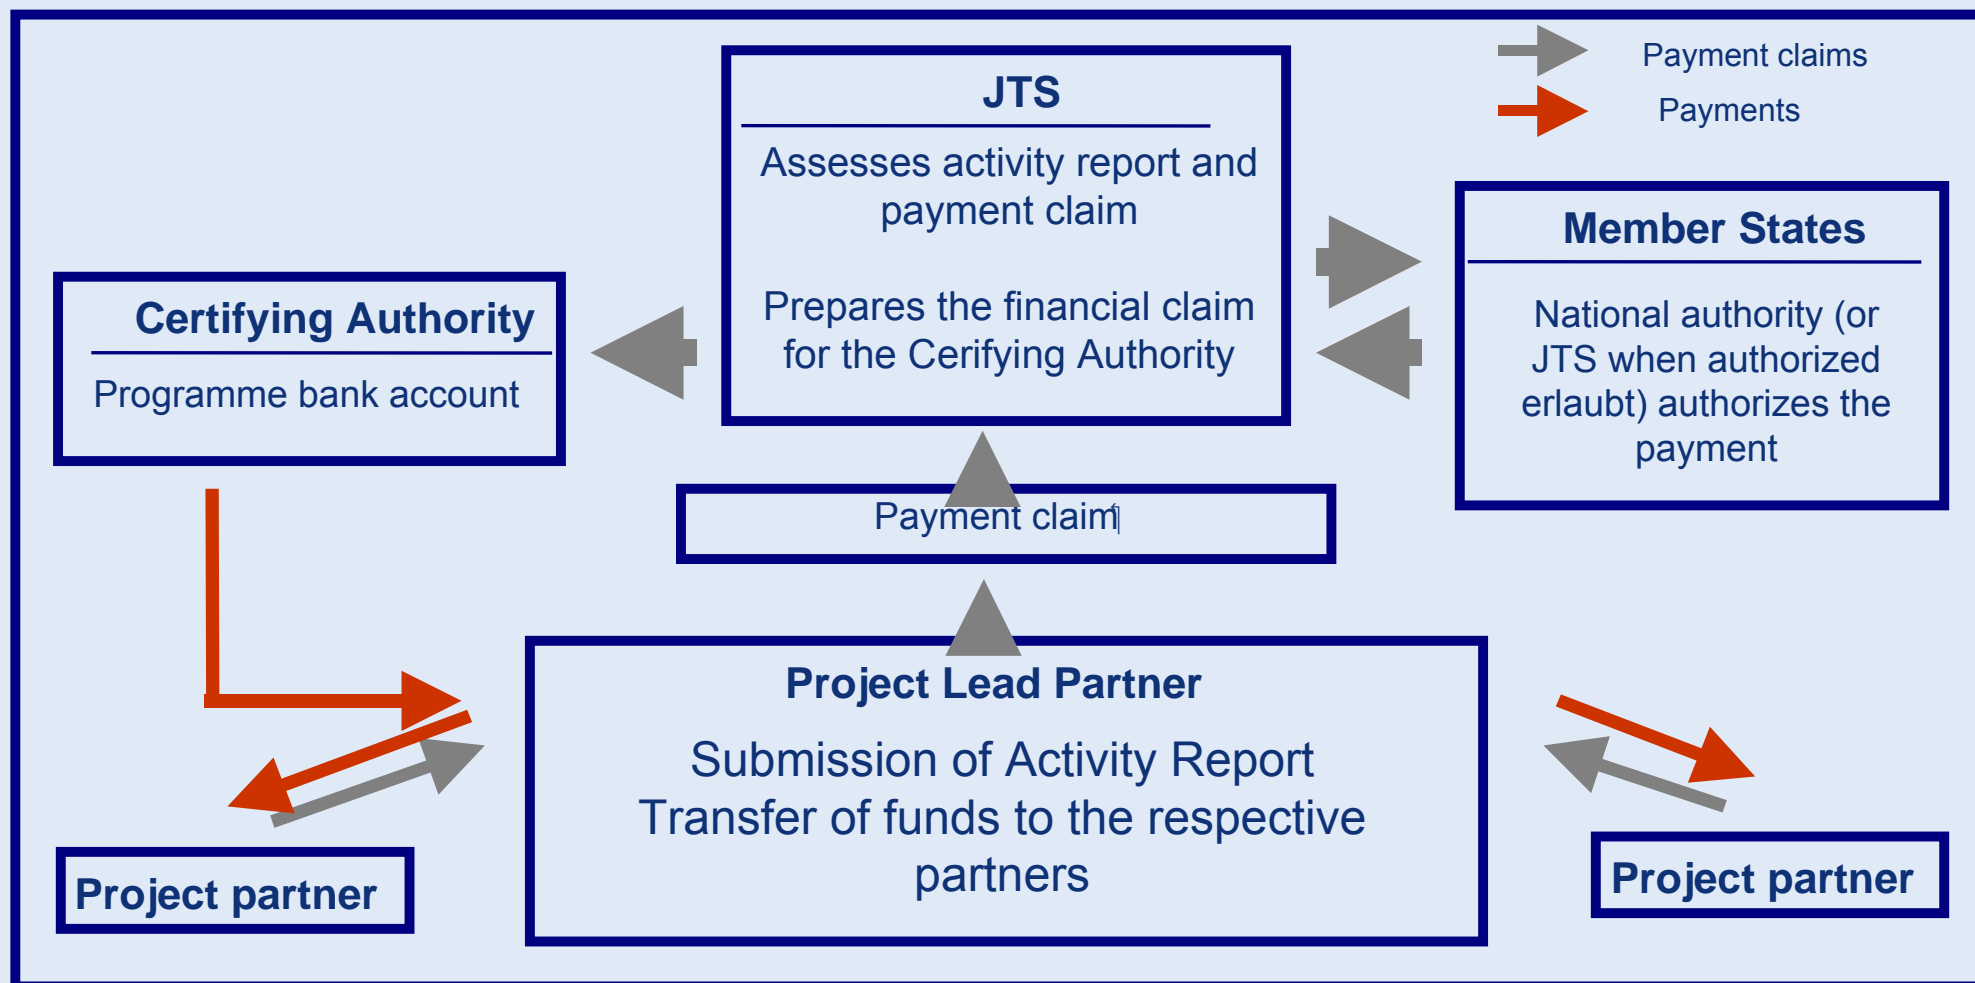 Payment claims
Payments
JTS
Assesses activity report and
payment claim
Prepares the financial claim
for the Cerifying Authority
Member States
National authority (or
JTS when authorized
erlaubt) authorizes the
payment
Certifying Authority
Programme bank account
Payment claim
Project Lead Partner
Submission of Activity Report
Transfer of funds to the respective
partners
Project partner
Project partner